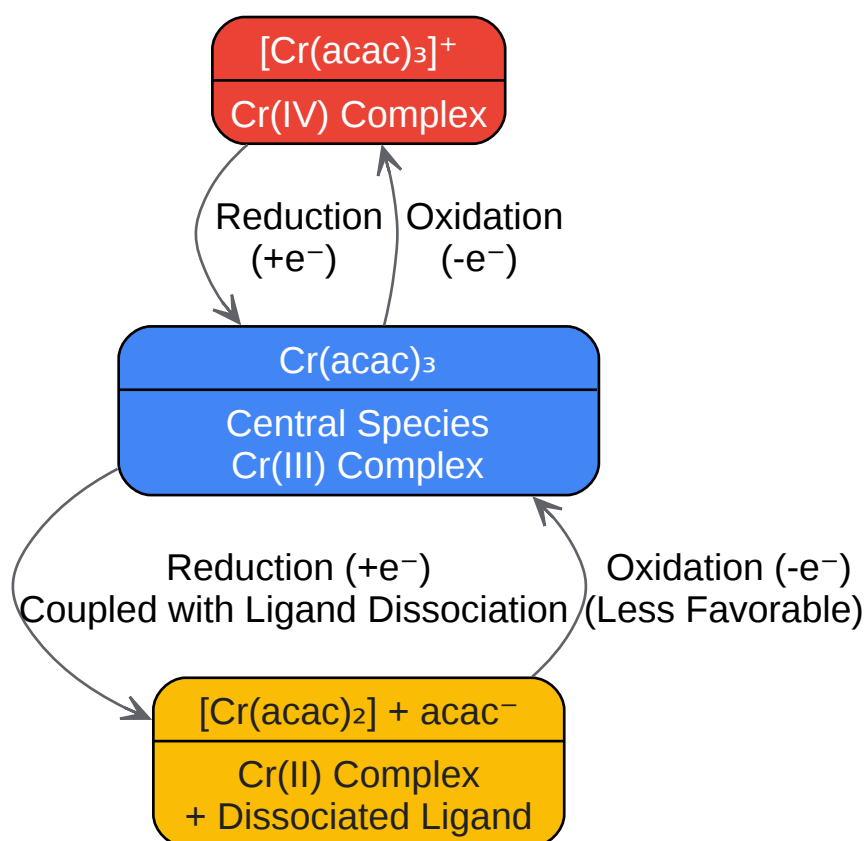 [Cr(acac)₃]⁺
Cr(IV) Complex
Reduction
(+e⁻)
Oxidation
(-e⁻)
Cr(acac)₃
Central Species
Cr(III) Complex
Reduction (+e⁻)
Coupled with Ligand Dissociation
Oxidation (-e⁻)
(Less Favorable)
[Cr(acac)₂] + acac⁻
Cr(II) Complex
+ Dissociated Ligand